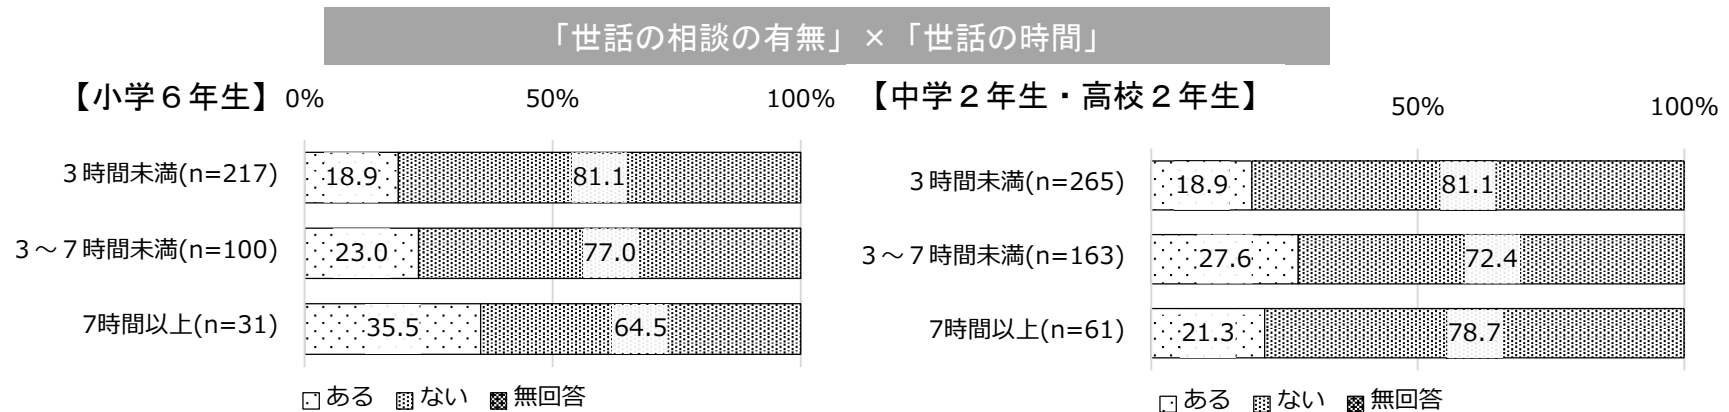 「世話の相談の有無」×「世話の時間」
【小学６年生】 0% 50% 100%
３時間未満(n=217) 18.9 81.1
３～７時間未満(n=100) 23.0 77.0
7時間以上(n=31) 35.5 64.5
ある ない 無回答
【中学２年生・高校２年生】 50% 100%
３時間未満(n=265) 18.9 81.1
３～７時間未満(n=163) 27.6 72.4
7時間以上(n=61) 21.3 78.7
ある ない 無回答